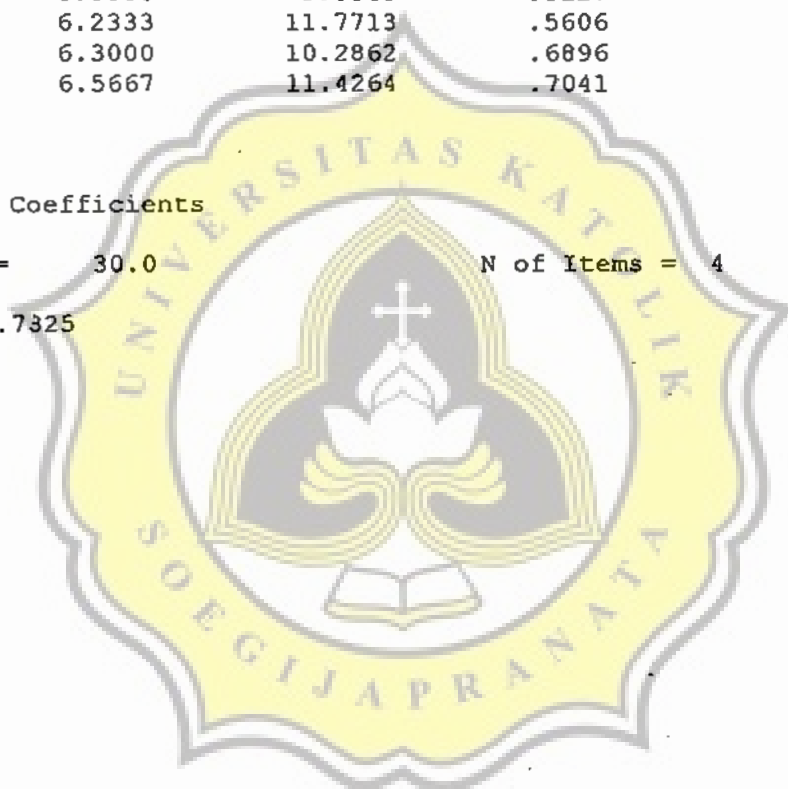 6.2333 11.7713 .5606
6.3000 10.2862 .6896
6.5667 11.4264 .7041
Coefficients
= 30.0 N of Items = 4
.7325
UNIVERSITAS KATOLIK
SOEGIJAPRANATA